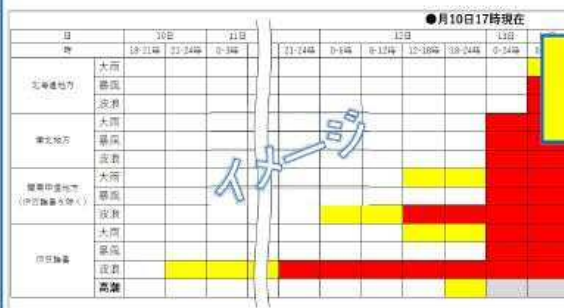 ●月10日17時現在
日 10日 11日 12日 13日
時 18-21時 21-24時 0-3時 21-24時 0-6時 6-12時 12-18時 18-24時 0-24時
北海道地方 大雨
暴風
波浪
東北地方 大雨
暴風
波浪
関東甲信地方 (伊豆諸島を除く) 大雨
暴風
波浪
伊豆諸島 大雨
暴風
波浪
高潮
イメージ